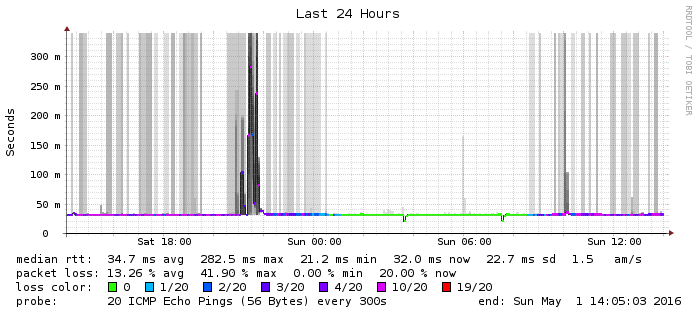 Last 24 Hours
RRDTOOL / TOBI OETIKER
Seconds
300 m
250 m
200 m
150 m
100 m
50 m
0
Sat 18:00 Sun 00:00 Sun 06:00 Sun 12:00
median rtt: 34.7 ms avg 282.5 ms max 21.2 ms min 32.0 ms now 22.7 ms sd 1.5 am/s
packet loss: 13.26 % avg 41.90 % max 0.00 % min 20.00 % now
loss color: 0 1/20 2/20 3/20 4/20 10/20 19/20
probe: 20 ICMP Echo Pings (56 Bytes) every 300s end: Sun May 1 14:05:03 2016